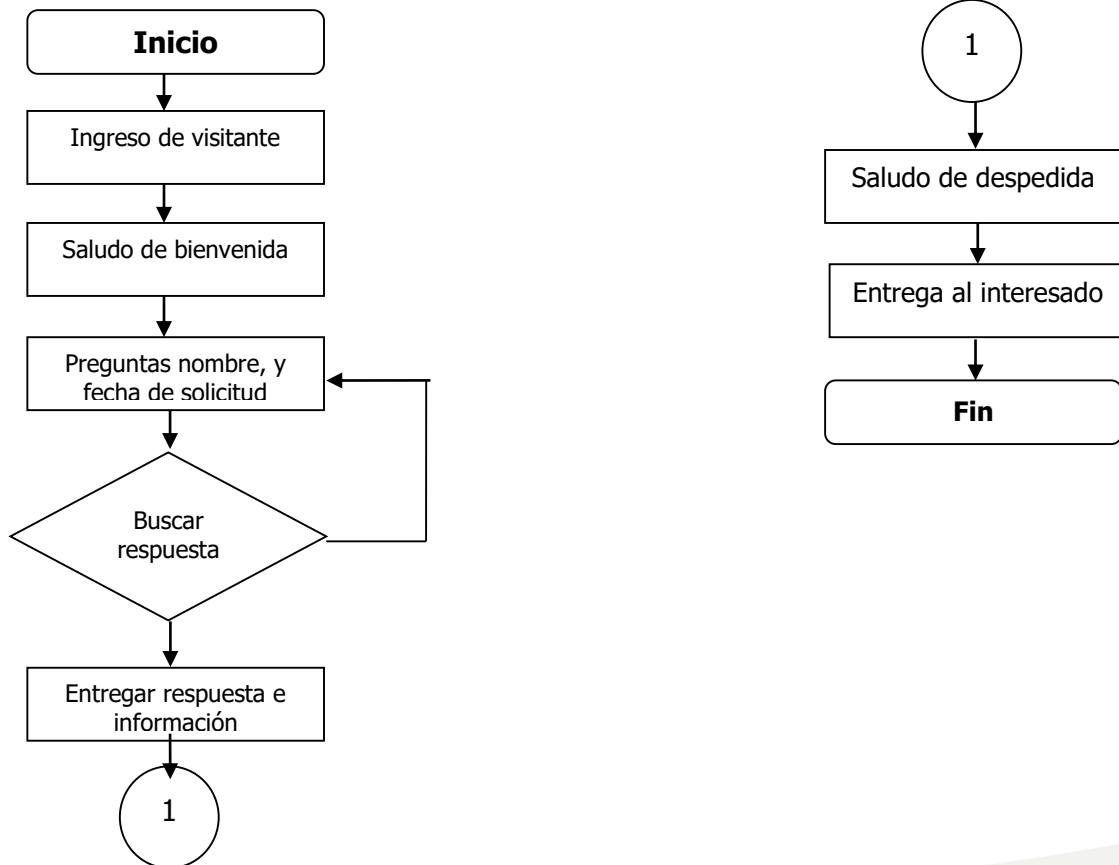 Inicio
Ingreso de visitante
Saludo de bienvenida
Preguntas nombre, y
fecha de solicitud
Buscar
respuesta
Entregar respuesta e
información
1
1
Saludo de despedida
Entrega al interesado
Fin